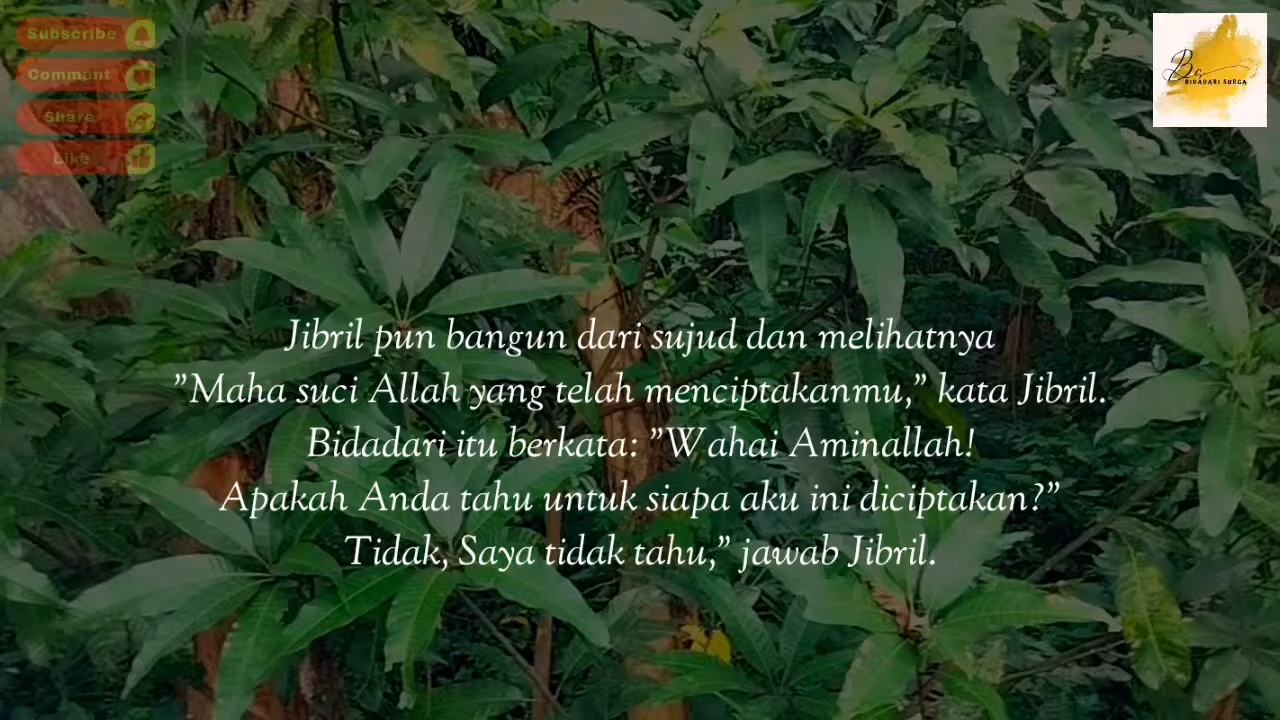 Subscribe
Commant
Share
Like
Bs
BIDADARI SURGA
Jibril pun bangun dari sujud dan melihatnya
”Maha suci Allah yang telah menciptakanmu,” kata Jibril.
Bidadari itu berkata: ”Wahai Aminallah!
Apakah Anda tahu untuk siapa aku ini diciptakan?”
Tidak, Saya tidak tahu,” jawab Jibril.